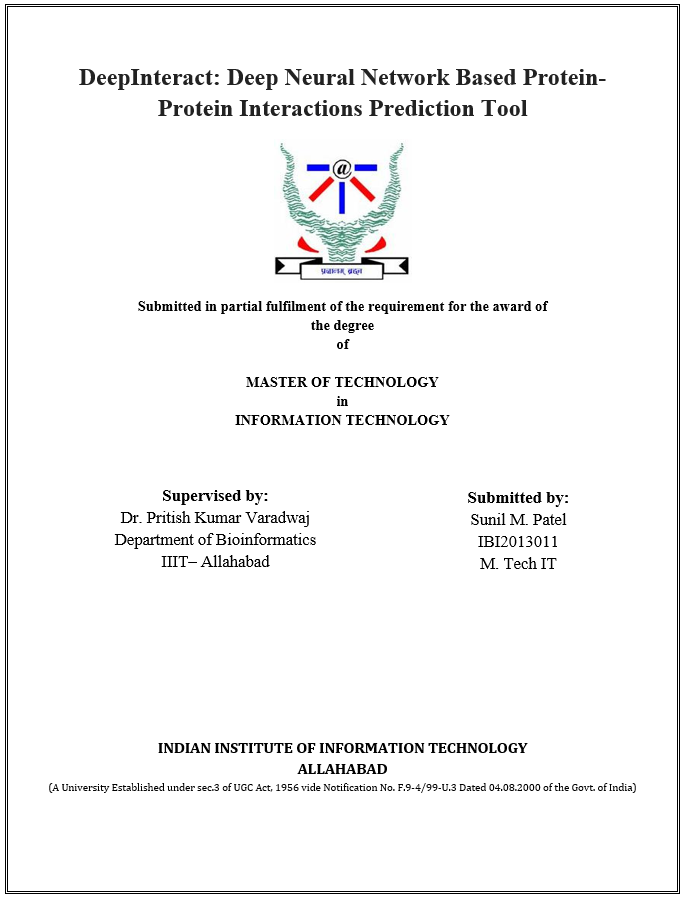 DeepInteract: Deep Neural Network Based Protein-
Protein Interactions Prediction Tool
@
प्रज्ञानम् ब्रह्म
Submitted in partial fulfilment of the requirement for the award of
the degree
of
MASTER OF TECHNOLOGY
in
INFORMATION TECHNOLOGY
Supervised by:
Dr. Pritish Kumar Varadwaj
Department of Bioinformatics
IIIT– Allahabad
Submitted by:
Sunil M. Patel
IBI2013011
M. Tech IT
INDIAN INSTITUTE OF INFORMATION TECHNOLOGY
ALLAHABAD
(A University Established under sec.3 of UGC Act, 1956 vide Notification No. F.9-4/99-U.3 Dated 04.08.2000 of the Govt. of India)